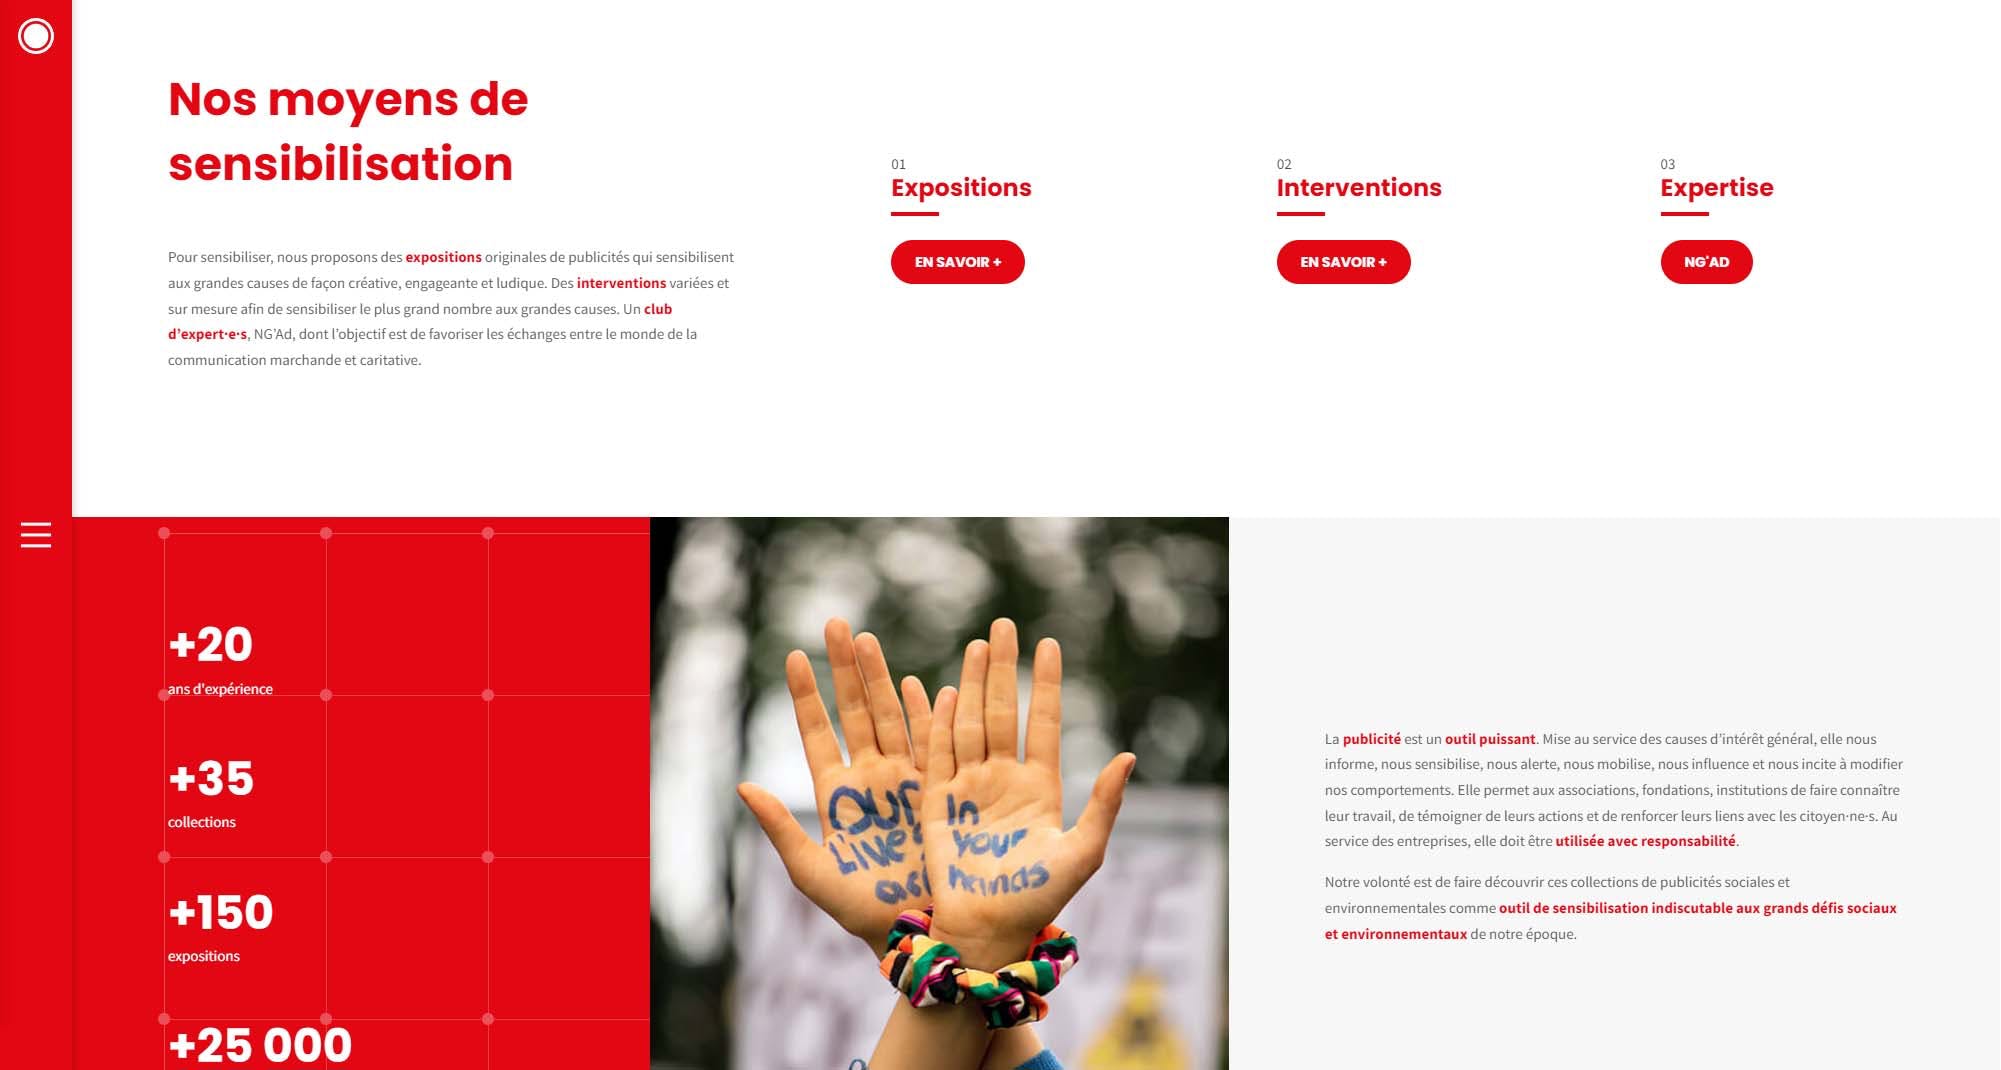 Nos moyens de
sensibilisation
Pour sensibiliser, nous proposons des expositions originales de publicités qui sensibilisent
aux grandes causes de façon créative, engageante et ludique. Des interventions variées et
sur mesure afin de sensibiliser le plus grand nombre aux grandes causes. Un club
d’expert·e·s, NG’Ad, dont l’objectif est de favoriser les échanges entre le monde de la
communication marchande et caritative.
01
Expositions
EN SAVOIR +
02
Interventions
EN SAVOIR +
03
Expertise
NG'AD
+20
ans d'expérience
+35
collections
+150
expositions
+25 000
Our
Live
In
Your
hands
La publicité est un outil puissant. Mise au service des causes d’intérêt général, elle nous
informe, nous sensibilise, nous alerte, nous mobilise, nous influence et nous incite à modifier
nos comportements. Elle permet aux associations, fondations, institutions de faire connaître
leur travail, de témoigner de leurs actions et de renforcer leurs liens avec les citoyen·ne·s. Au
service des entreprises, elle doit être utilisée avec responsabilité.
Notre volonté est de faire découvrir ces collections de publicités sociales et
environnementales comme outil de sensibilisation indiscutable aux grands défis sociaux
et environnementaux de notre époque.